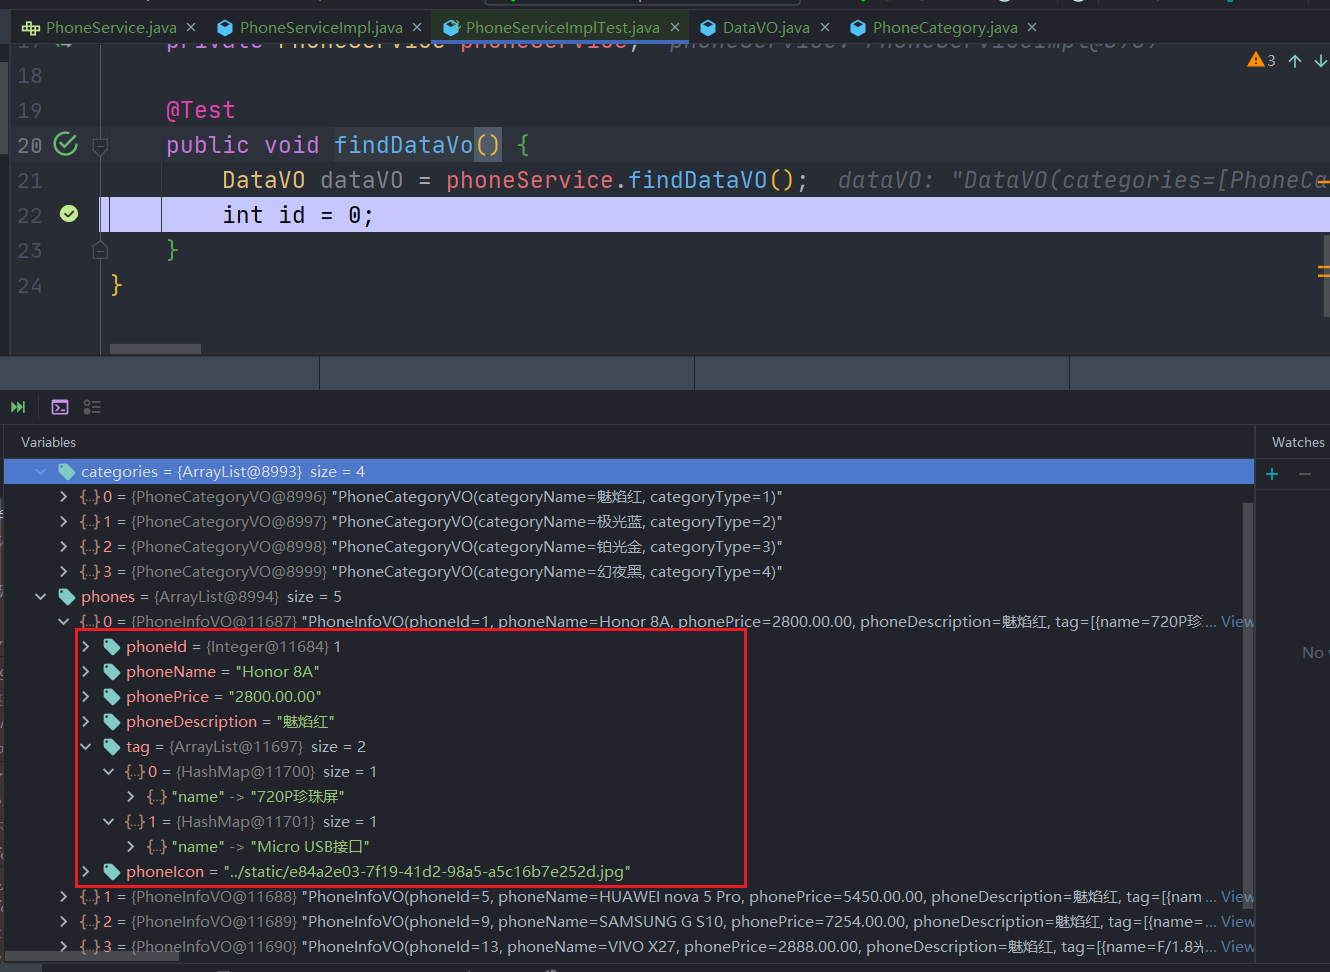 PhoneService.java × PhoneServiceImpl.java × PhoneServiceImplTest.java × DataVO.java × PhoneCategory.java ×
17 private PhoneService phoneService; phoneService: PhoneServiceImpl@8969
3
18
19 @Test
20 public void findDataVo() {
21 DataVO dataVO = phoneService.findDataVO(); dataVO: "DataVO(categories=[PhoneCa
22 int id = 0;
23 }
24 }
Variables Watches
categories = {ArrayList@8993} size = 4
{..} 0 = {PhoneCategoryVO@8996} "PhoneCategoryVO(categoryName=魅焰红, categoryType=1)"
{..} 1 = {PhoneCategoryVO@8997} "PhoneCategoryVO(categoryName=极光蓝, categoryType=2)"
{..} 2 = {PhoneCategoryVO@8998} "PhoneCategoryVO(categoryName=铂光金, categoryType=3)"
{..} 3 = {PhoneCategoryVO@8999} "PhoneCategoryVO(categoryName=幻夜黑, categoryType=4)"
phones = {ArrayList@8994} size = 5
{..} 0 = {PhoneInfoVO@11687} "PhoneInfoVO(phoneId=1, phoneName=Honor 8A, phonePrice=2800.00.00, phoneDescription=魅焰红, tag=[{name=720P珍... View
phoneId = {Integer@11684} 1
No
phoneName = "Honor 8A"
phonePrice = "2800.00.00"
phoneDescription = "魅焰红"
tag = {ArrayList@11697} size = 2
{..} 0 = {HashMap@11700} size = 1
{..} "name" -> "720P珍珠屏"
{..} 1 = {HashMap@11701} size = 1
{..} "name" -> "Micro USB接口"
phoneIcon = "../static/e84a2e03-7f19-41d2-98a5-a5c16b7e252d.jpg"
{..} 1 = {PhoneInfoVO@11688} "PhoneInfoVO(phoneId=5, phoneName=HUAWEI nova 5 Pro, phonePrice=5450.00.00, phoneDescription=魅焰红, tag=[{nam... View
{..} 2 = {PhoneInfoVO@11689} "PhoneInfoVO(phoneId=9, phoneName=SAMSUNG G S10, phonePrice=7254.00.00, phoneDescription=魅焰红, tag=[{name=... View
{..} 3 = {PhoneInfoVO@11690} "PhoneInfoVO(phoneId=13, phoneName=VIVO X27, phonePrice=2888.00.00, phoneDescription=魅焰红, tag=[{name=F/1.8光... View